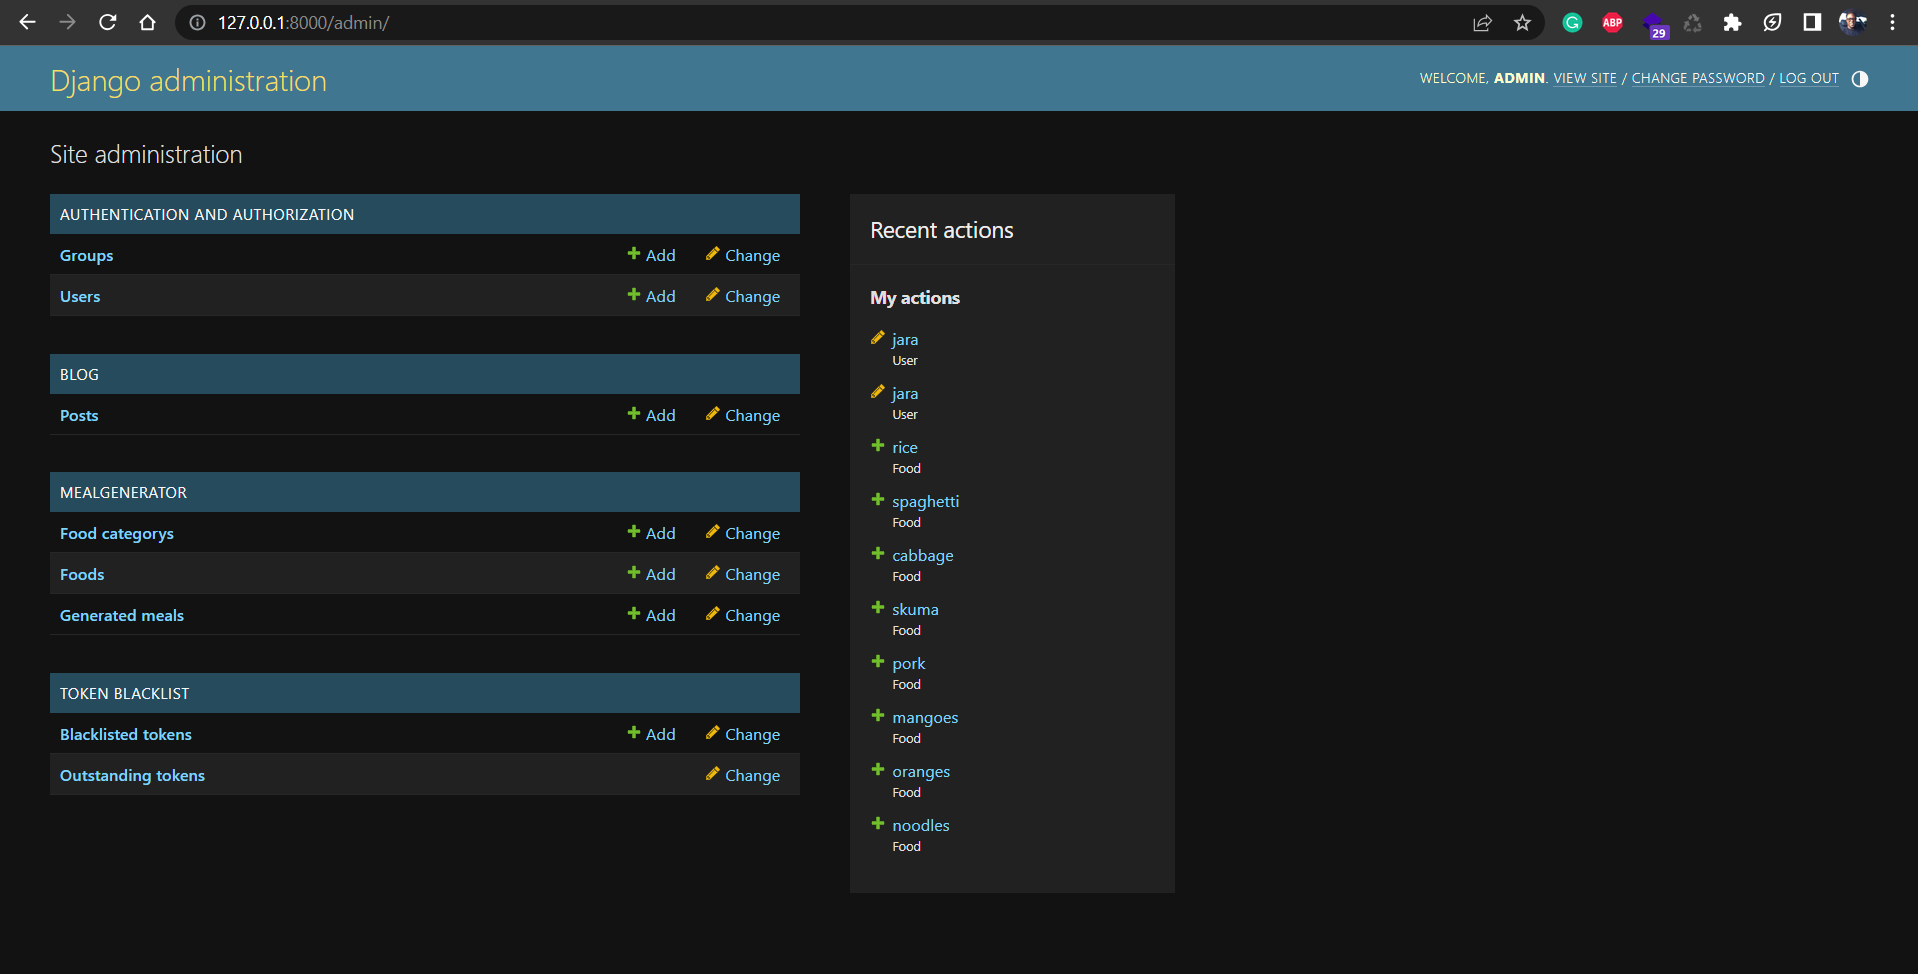 127.0.0.1:8000/admin/
ABP
29
Django administration
WELCOME, ADMIN. VIEW SITE / CHANGE PASSWORD / LOG OUT
Site administration
AUTHENTICATION AND AUTHORIZATION
Groups Add Change
Users Add Change
BLOG
Posts Add Change
MEALGENERATOR
Food categorys Add Change
Foods Add Change
Generated meals Add Change
TOKEN BLACKLIST
Blacklisted tokens Add Change
Outstanding tokens Change
Recent actions
My actions
jara
User
jara
User
rice
Food
spaghetti
Food
cabbage
Food
skuma
Food
pork
Food
mangoes
Food
oranges
Food
noodles
Food